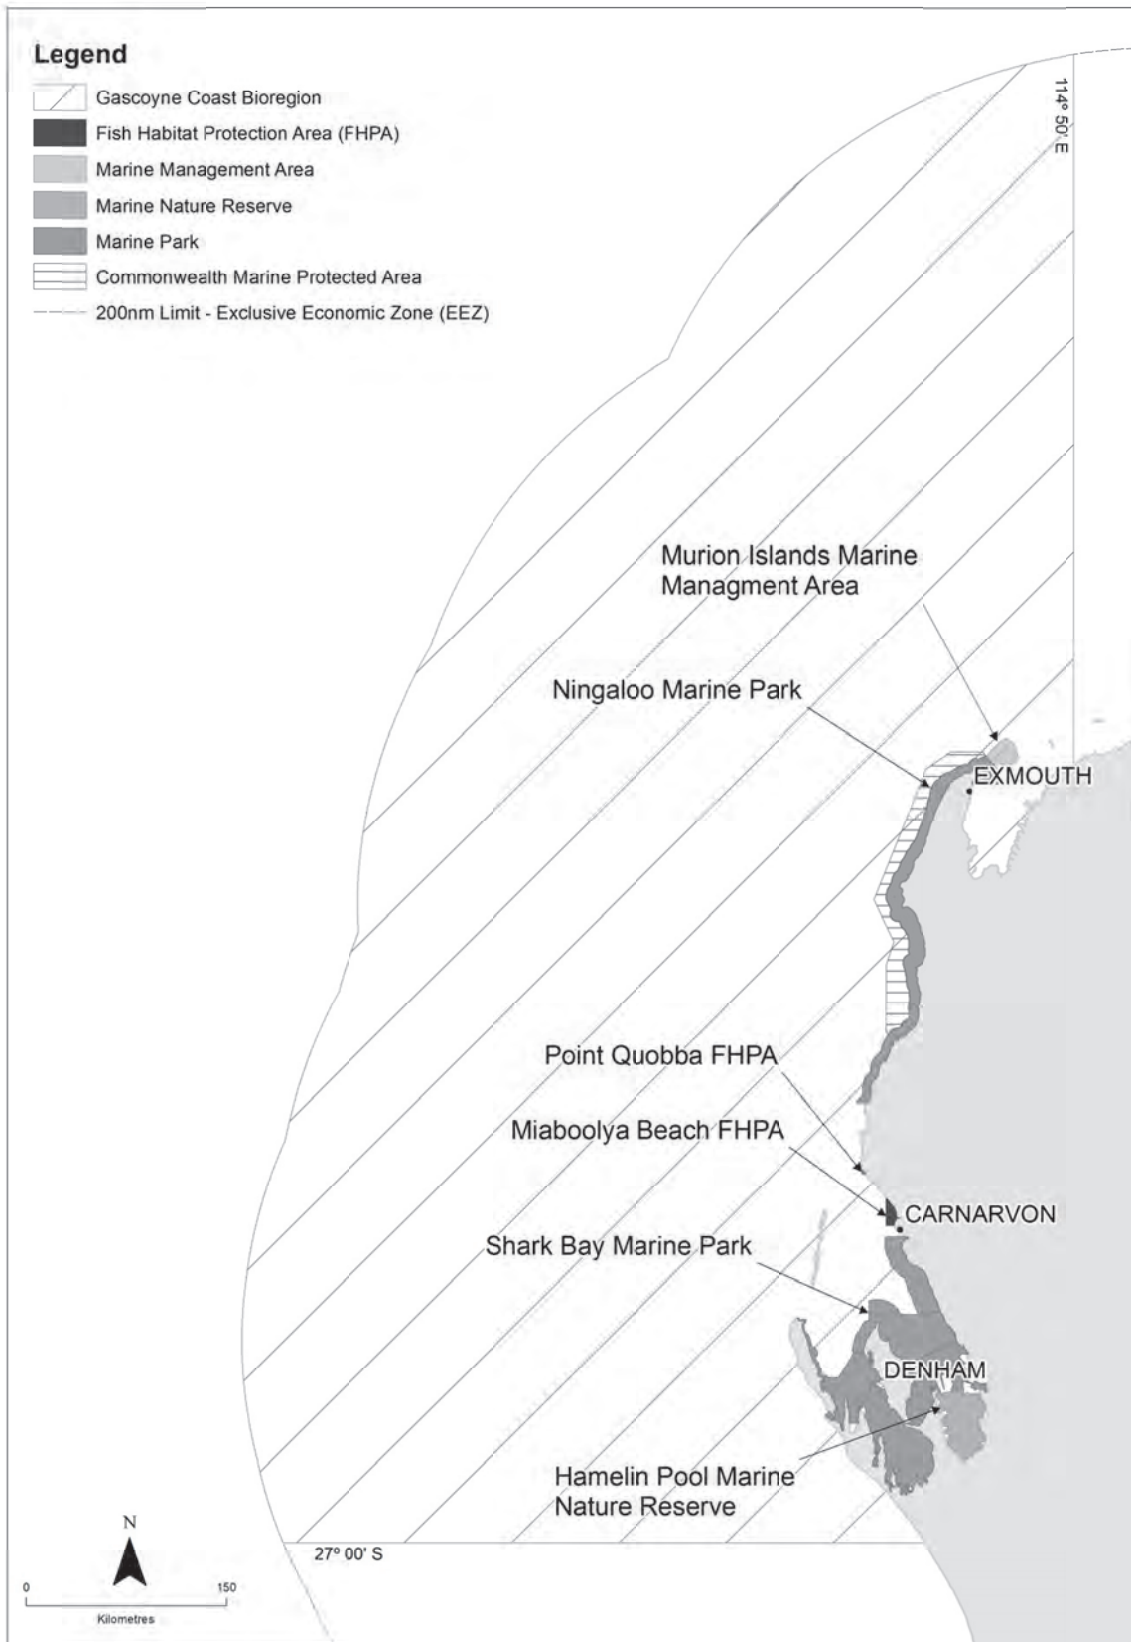 Legend
Gascoyne Coast Bioregion
Fish Habitat Protection Area (FHPA)
Marine Management Area
Marine Nature Reserve
Marine Park
Commonwealth Marine Protected Area
200nm Limit - Exclusive Economic Zone (EEZ)
114° 50' E
Murion Islands Marine
Managment Area
Ningaloo Marine Park
EXMOUTH
Point Quobba FHPA
Miaboolya Beach FHPA
CARNARVON
Shark Bay Marine Park
DENHAM
Hamelin Pool Marine
Nature Reserve
27° 00' S
N
0 150
Kilometres